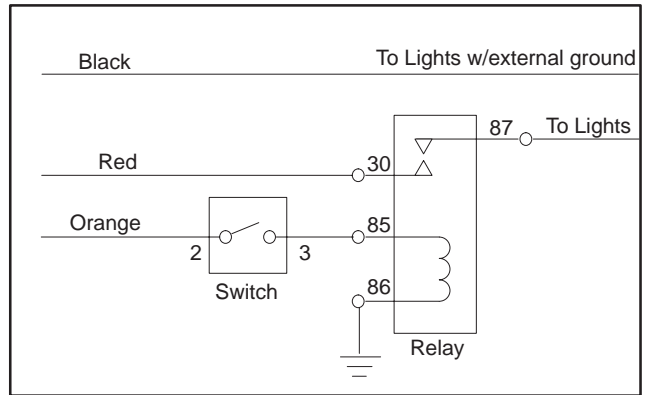 Black
To Lights w/external ground
87
To Lights
Red
30
Orange
85
2
3
Switch
86
Relay